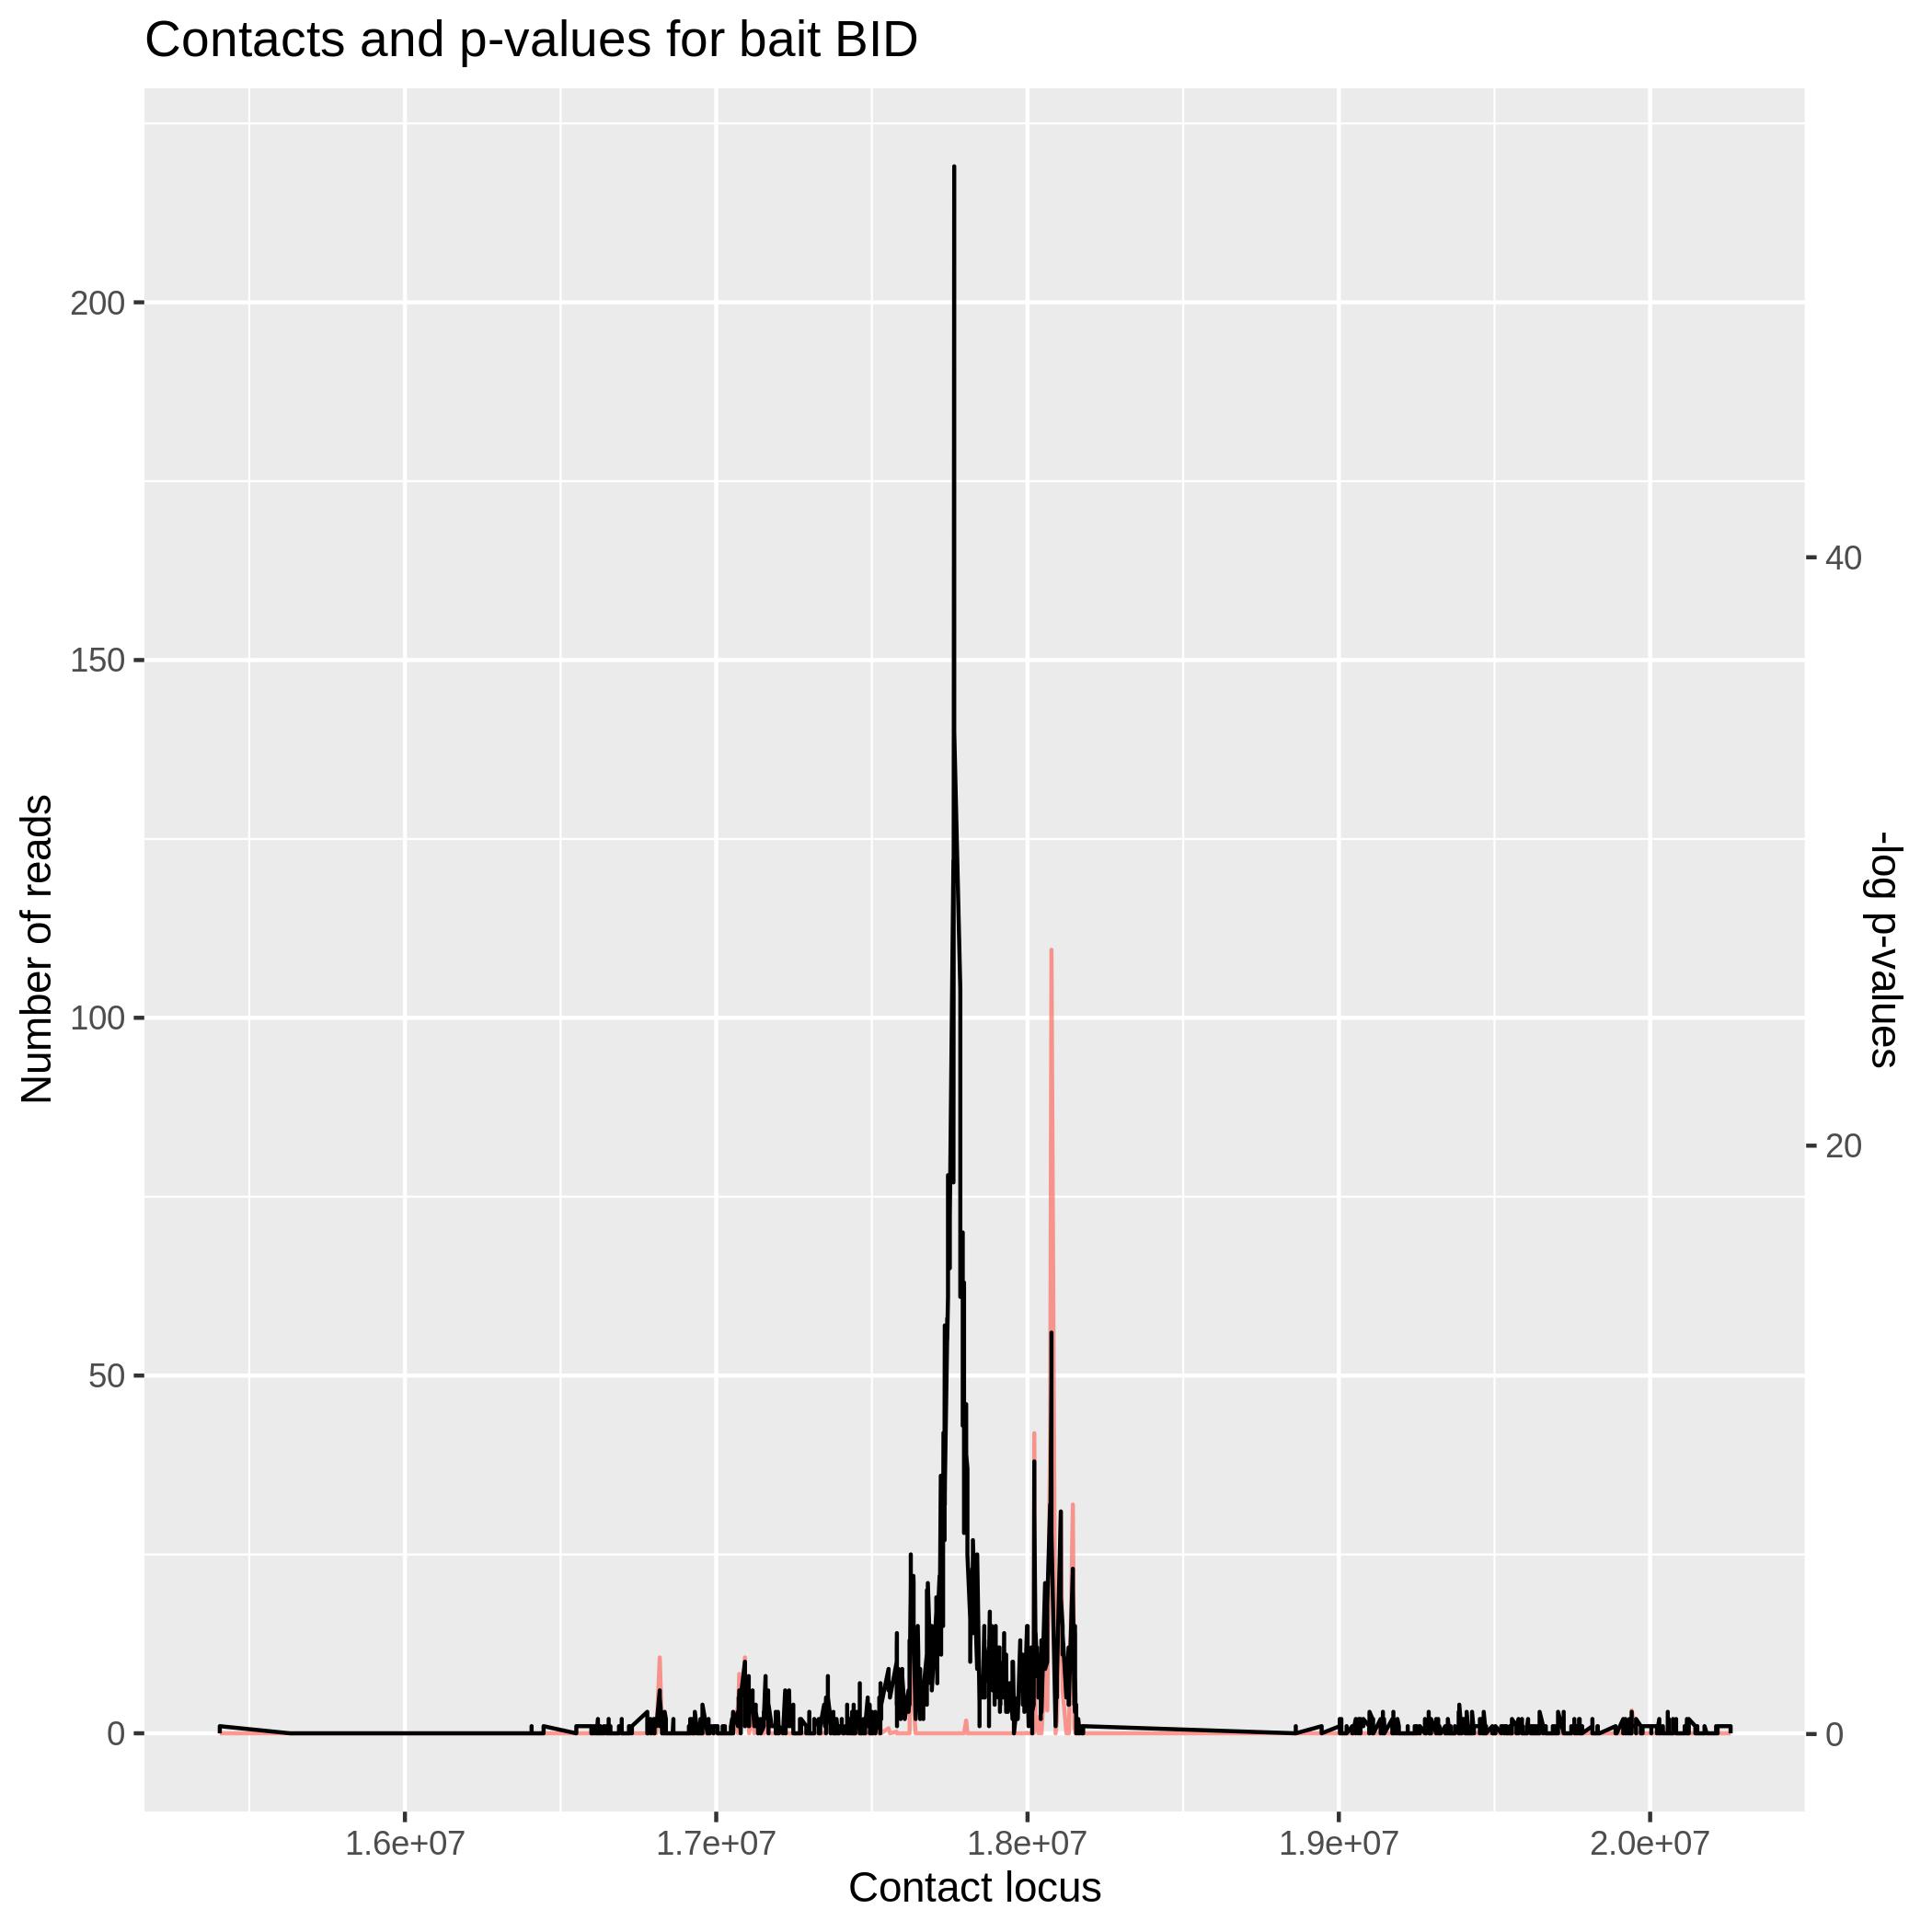 Contacts and p-values for bait BID
Number of reads
200
150
100
50
0
40
20
0
-log p-values
1.6e+07 1.7e+07 1.8e+07 1.9e+07 2.0e+07
Contact locus